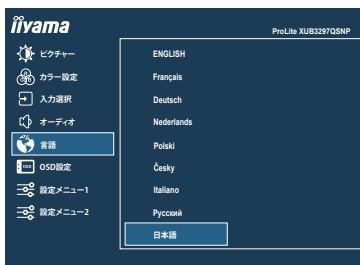 iiyama
ProLite XUB3297QSNP
ピクチャー
カラー設定
入力選択
オーディオ
言語
OSD設定
設定メニュー1
設定メニュー2
ENGLISH
Français
Deutsch
Nederlands
Polski
Česky
Italiano
Русский
日本語